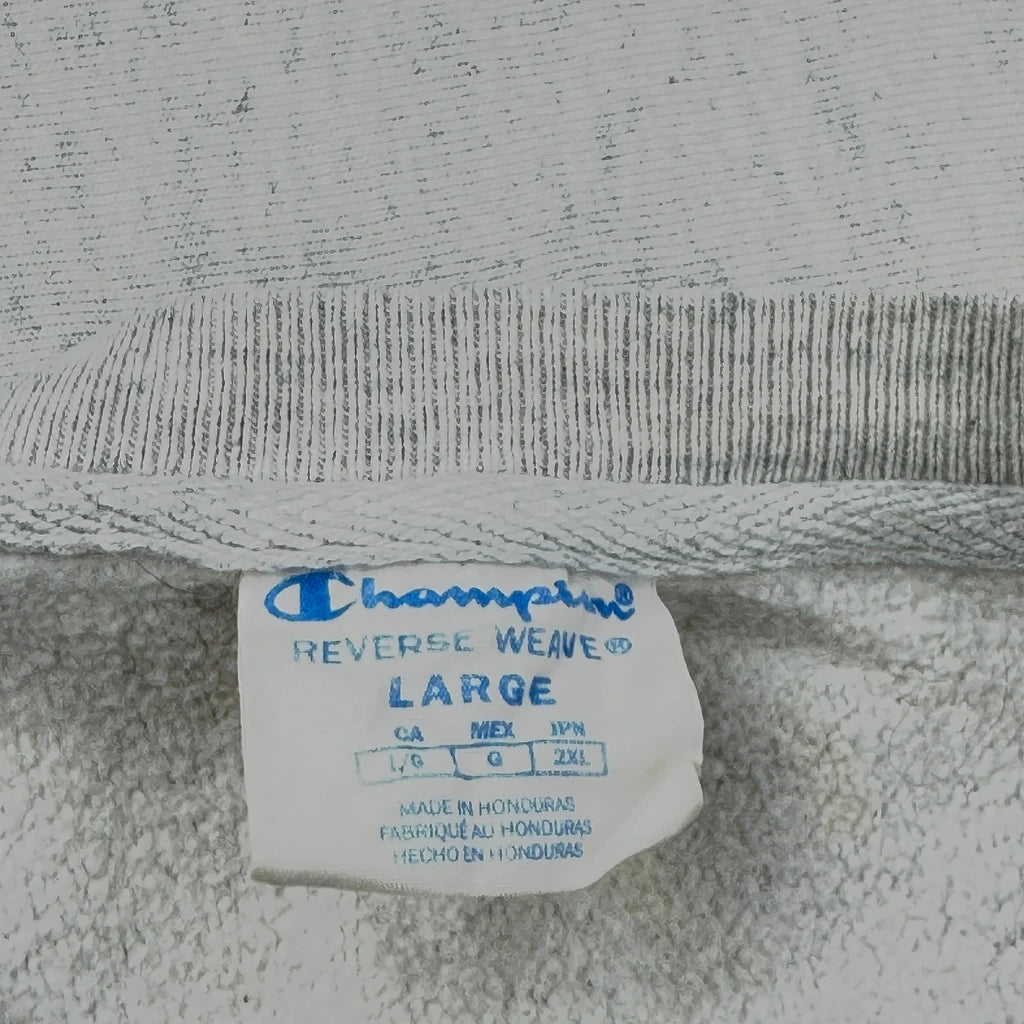 Champion®
REVERSE WEAVE®
LARGE
CA MEX JPN
L/G G 2XL
MADE IN HONDURAS
FABRIQUÉ AU HONDURAS
HECHO EN HONDURAS